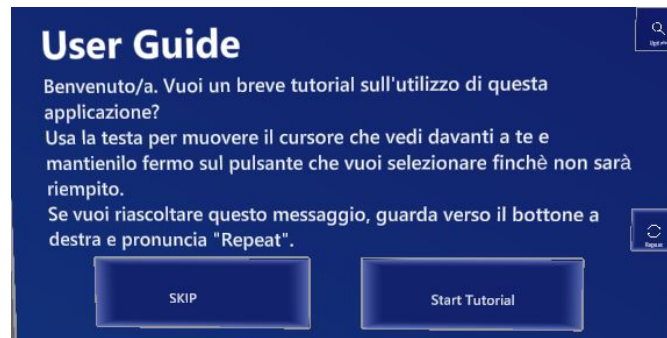 User Guide
Benvenuto/a. Vuoi un breve tutorial sull'utilizzo di questa
applicazione?
Usa la testa per muovere il cursore che vedi davanti a te e
mantienilo fermo sul pulsante che vuoi selezionare finchè non sarà
riempito.
Se vuoi riascoltare questo messaggio, guarda verso il bottone a
destra e pronuncia "Repeat".
Repeat
SKIP
Start Tutorial